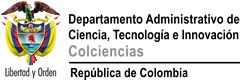 Departamento Administrativo de
Ciencia, Tecnología e Innovación
Colciencias
Libertad y Orden
República de Colombia